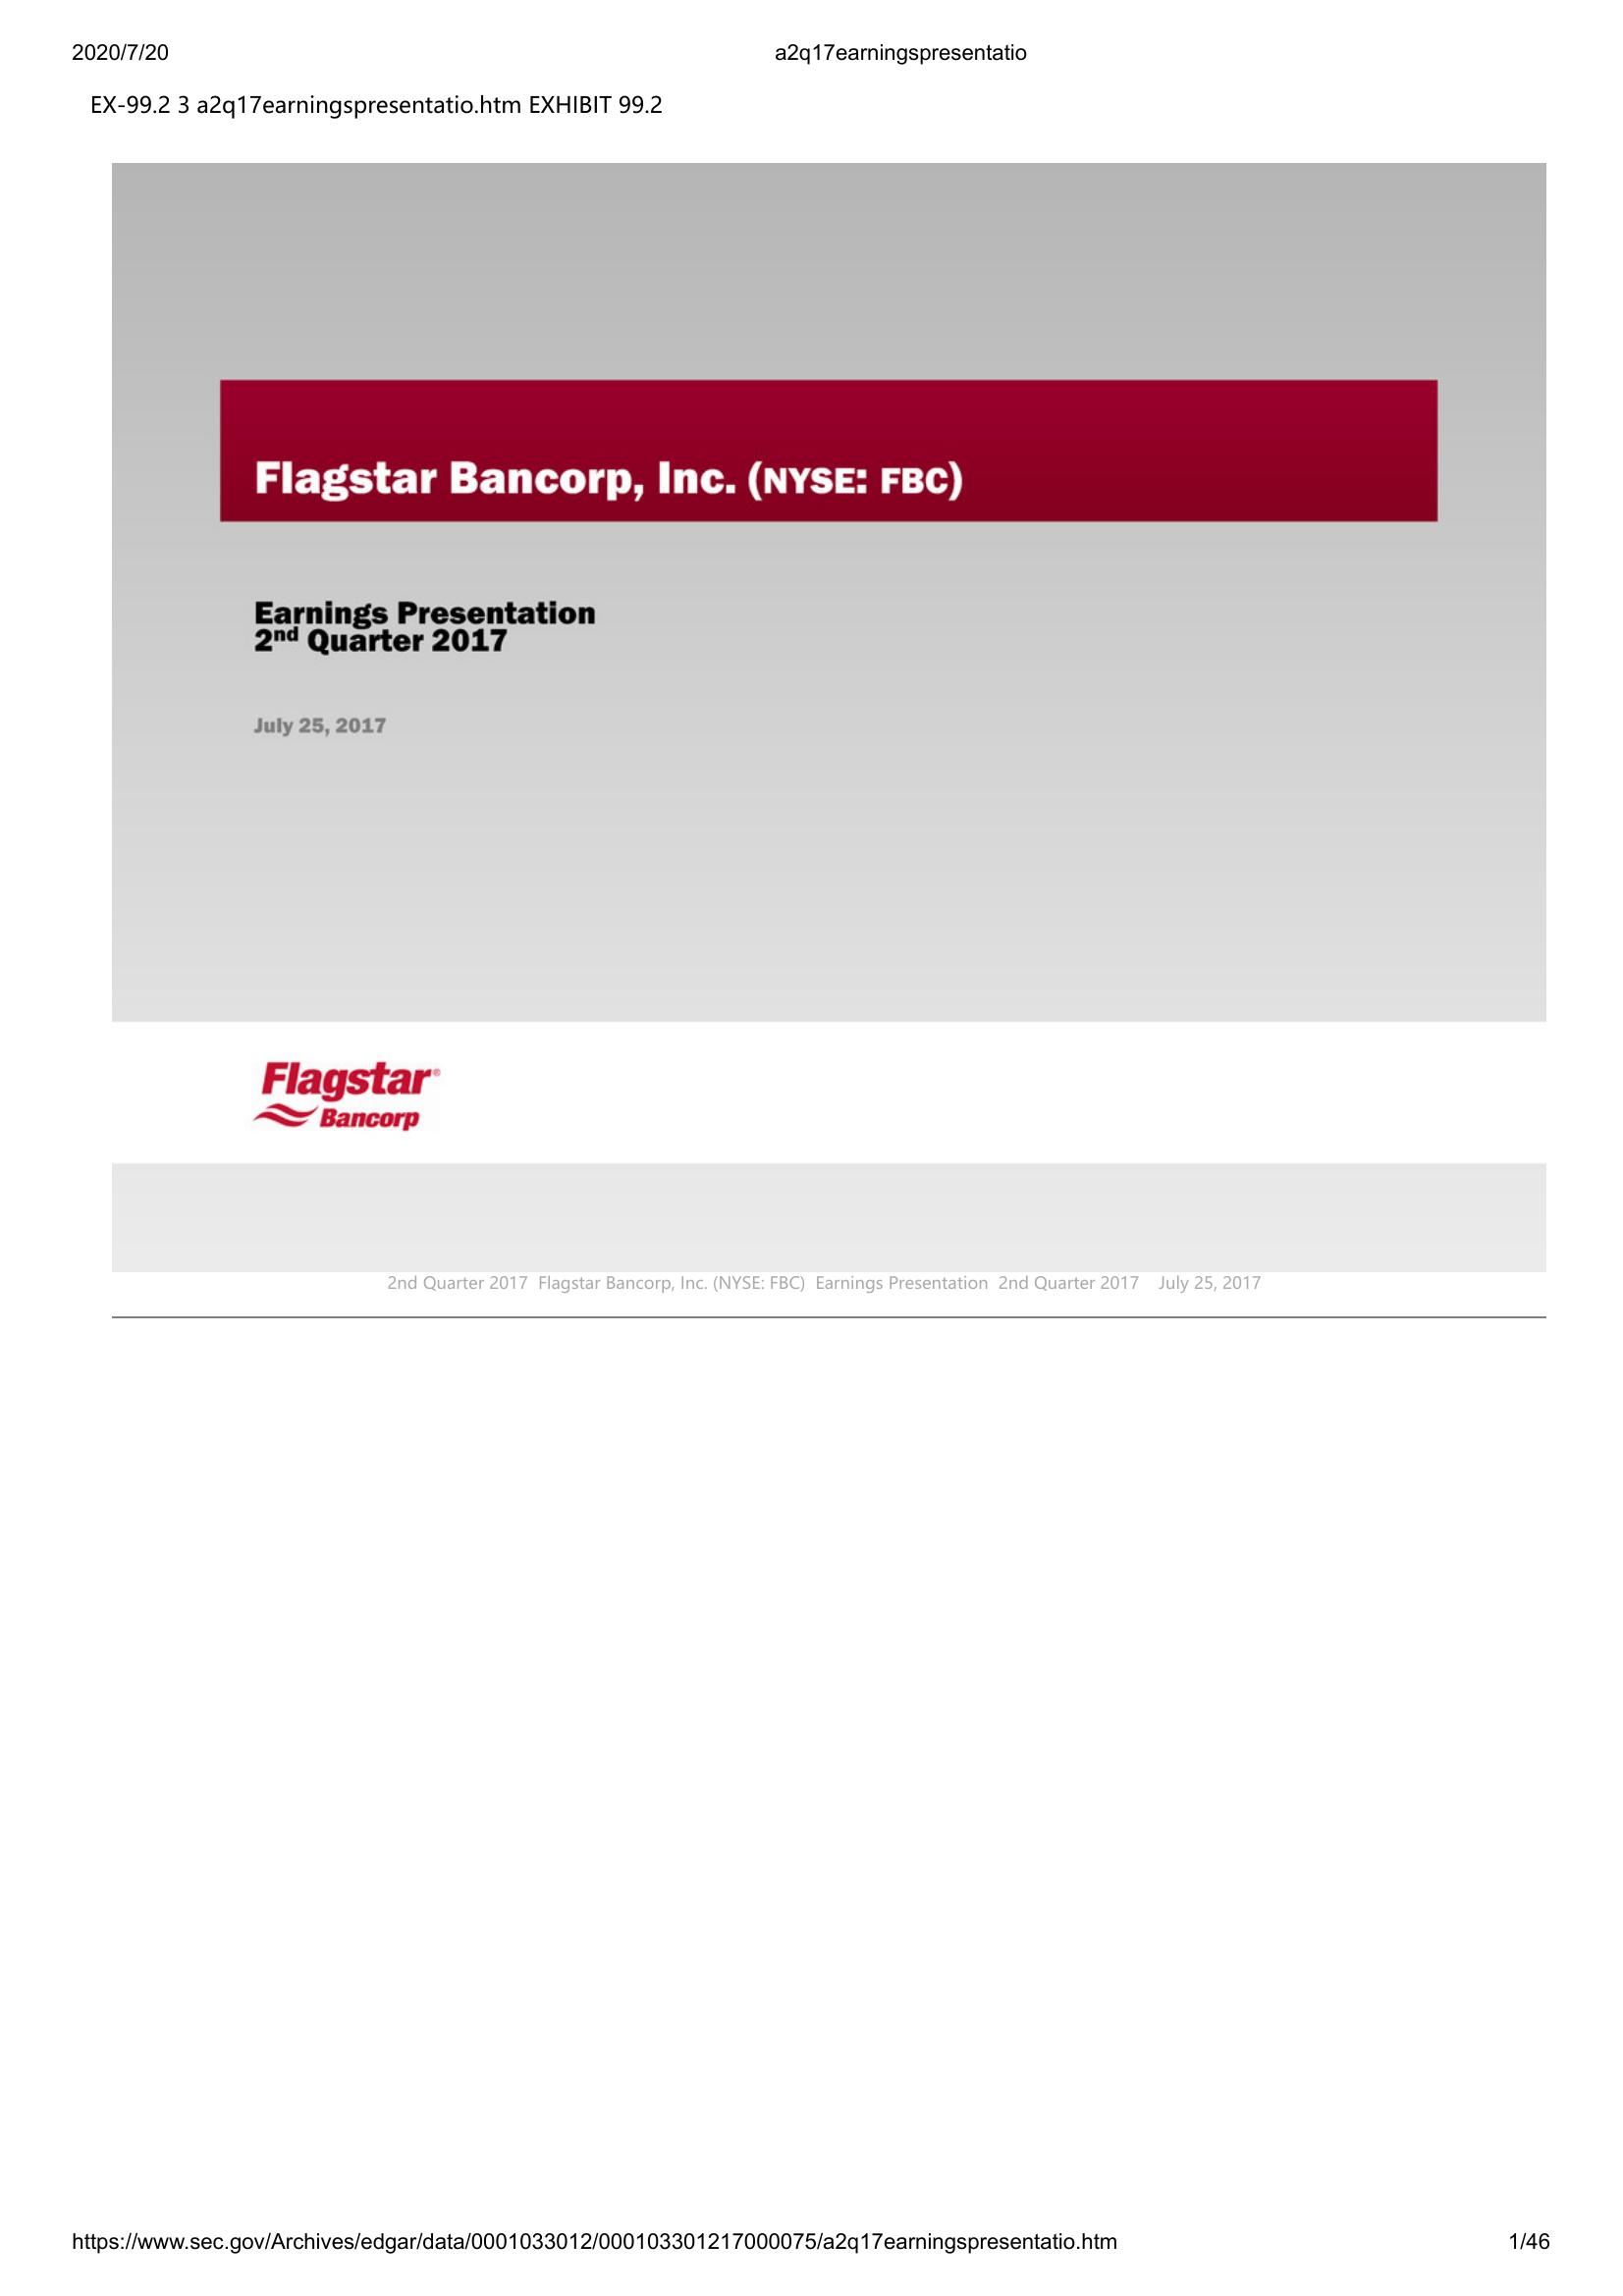 2020/7/20 a2q17earningspresentatio
EX-99.2 3 a2q17earningspresentatio.htm EXHIBIT 99.2
Flagstar Bancorp, Inc. (NYSE: FBC)
Earnings Presentation
2nd Quarter 2017
July 25, 2017
Flagstar®
Bancorp
2nd Quarter 2017 Flagstar Bancorp, Inc. (NYSE: FBC) Earnings Presentation 2nd Quarter 2017 July 25, 2017
https://www.sec.gov/Archives/edgar/data/0001033012/000103301217000075/a2q17earningspresentatio.htm 1/46